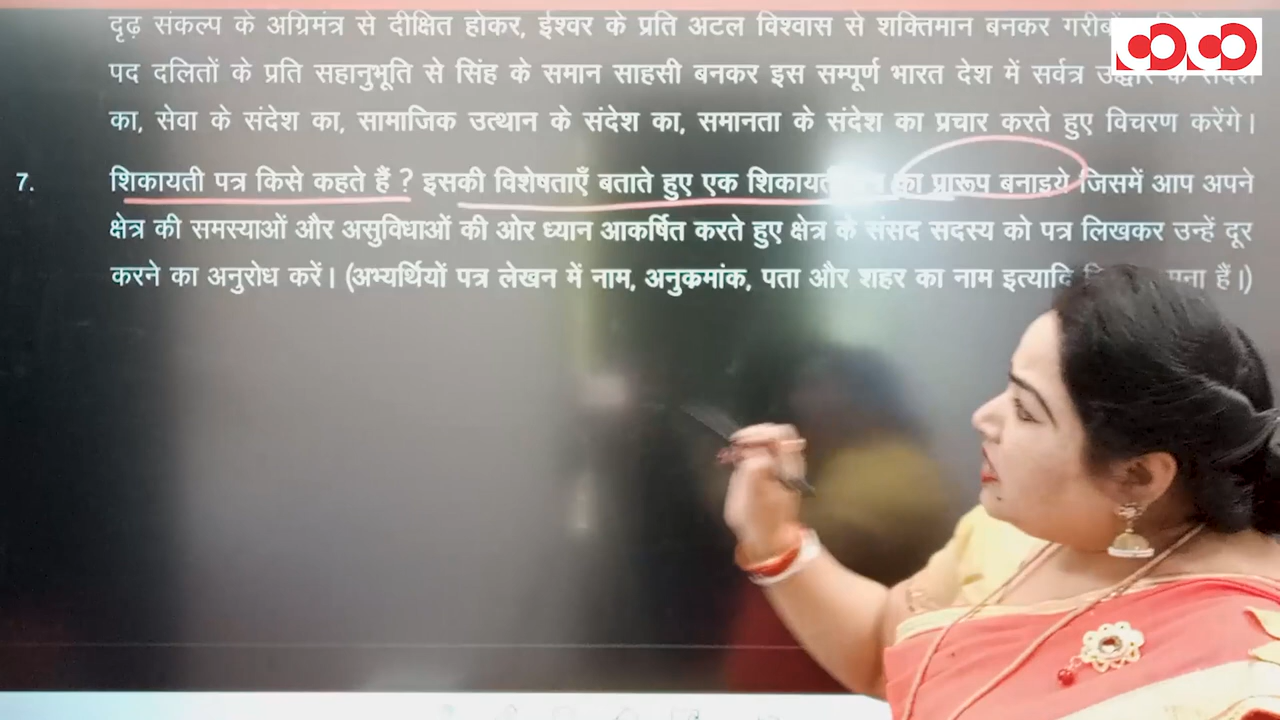 दृढ़ संकल्प के अग्रिमंत्र से दीक्षित होकर, ईश्वर के प्रति अटल विश्वास से शक्तिमान बनकर
पद दलितों के प्रति सहानुभूति से सिंह के समान साहसी बनकर इस सम्पूर्ण भारत देश में सर्वत्र
का, सेवा के संदेश का, सामाजिक उत्थान के संदेश का, समानता के संदेश का प्रचार करते हुए विचरण करेंगे।
7. शिकायती पत्र किसे कहते हैं ? इसकी विशेषताएँ बताते हुए एक शिकायती का प्रारूप बनाइये जिसमें आप अपने
क्षेत्र की समस्याओं और असुविधाओं की ओर ध्यान आकर्षित करते हुए क्षेत्र के संसद सदस्य को पत्र लिखकर उन्हें दूर
करने का अनुरोध करें। (अभ्यर्थियों पत्र लेखन में नाम, अनुक्रमांक, पता और शहर का नाम इत्यादि हैं।)